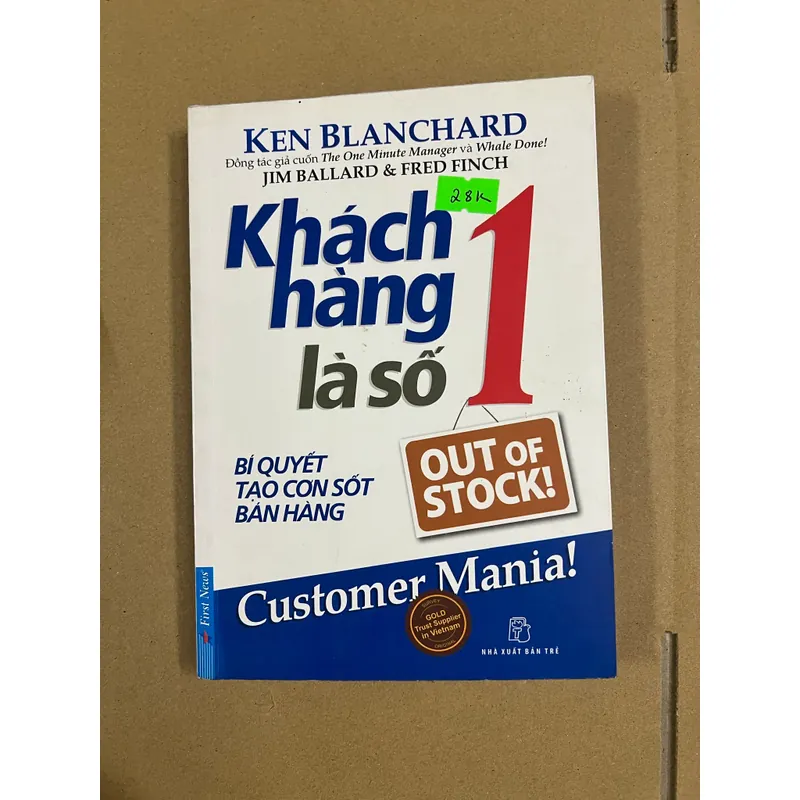 KEN BLANCHARD
Đồng tác giả cuốn The One Minute Manager và Whale Done!
JIM BALLARD & FRED FINCH
28K
Khách
hàng
là số 1
BÍ QUYẾT
TẠO CƠN SỐT
BÁN HÀNG
OUT OF
STOCK!
Customer Mania!
First News
GOLD
Trust Supplier
in Vietnam
NHÀ XUẤT BẢN TRẺ